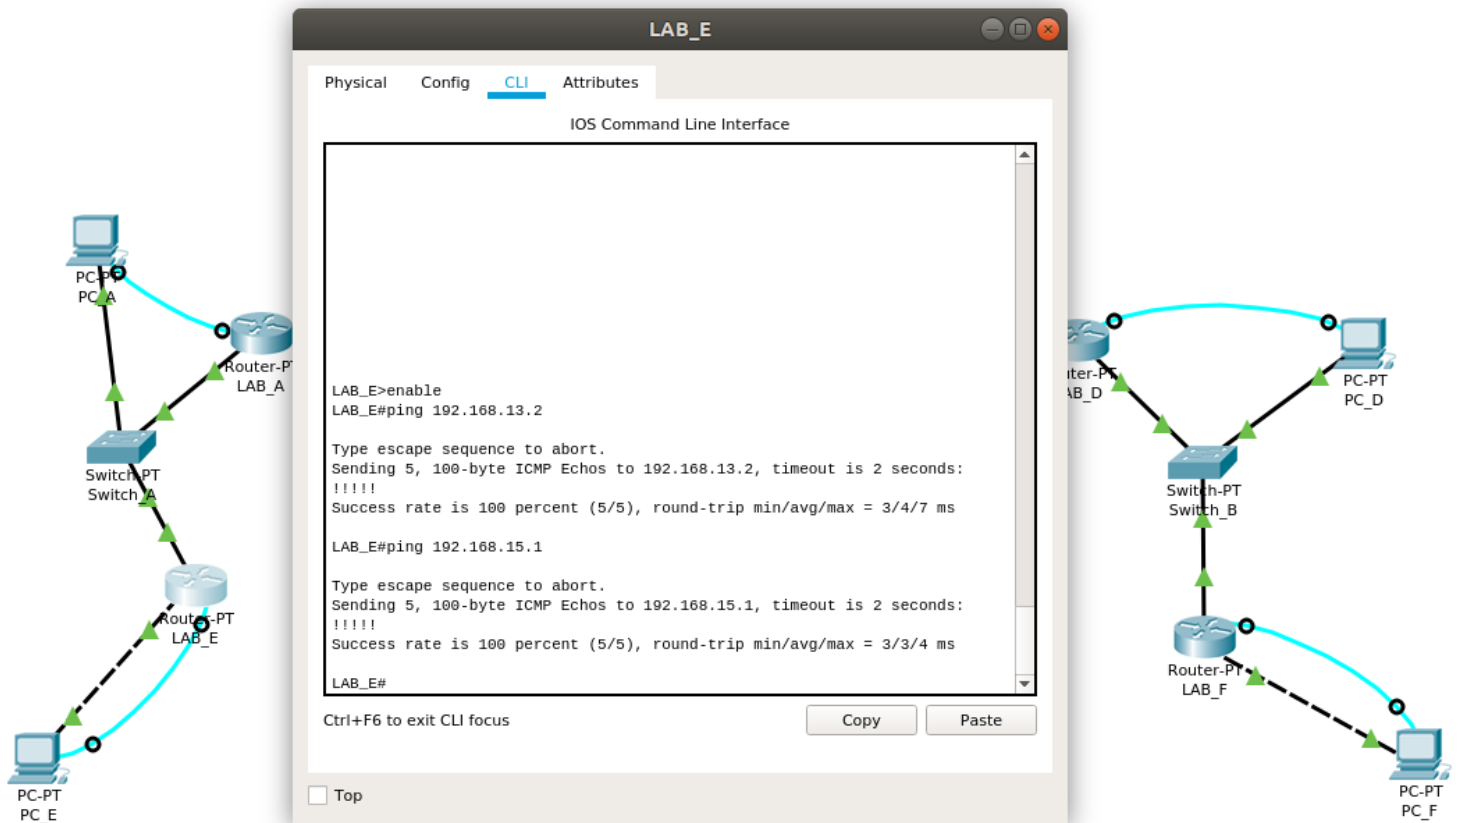 LAB_E
Physical Config CLI Attributes
IOS Command Line Interface
LAB_E>enable
LAB_E#ping 192.168.13.2
Type escape sequence to abort.
Sending 5, 100-byte ICMP Echos to 192.168.13.2, timeout is 2 seconds:
!!!!!
Success rate is 100 percent (5/5), round-trip min/avg/max = 3/4/7 ms
LAB_E#ping 192.168.15.1
Type escape sequence to abort.
Sending 5, 100-byte ICMP Echos to 192.168.15.1, timeout is 2 seconds:
!!!!!
Success rate is 100 percent (5/5), round-trip min/avg/max = 3/3/4 ms
LAB_E#
Ctrl+F6 to exit CLI focus
Copy Paste
Top
PC-PT
PC_A
Router-P
LAB_A
Switch-PT
Switch_A
Router-PT
LAB_E
PC-PT
PC_E
uter-PT
AB_D
PC-PT
PC_D
Switch-PT
Switch_B
Router-PT
LAB_F
PC-PT
PC_F